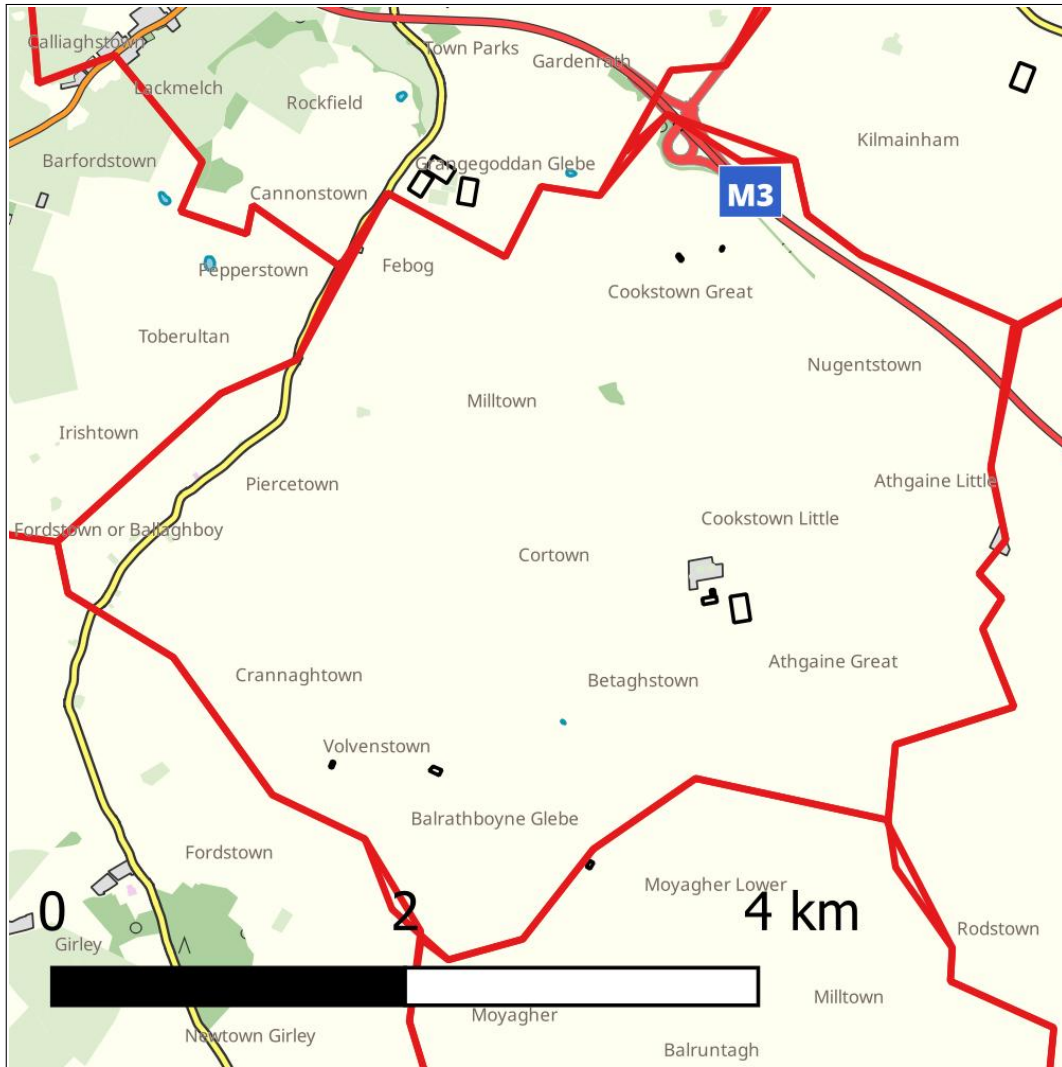 Calliaghstown
Town Parks
Gardenrath
Lackmelch
Rockfield
Kilmainham
Barfordstown
Grangegoddan Glebe
Cannonstown
M3
Pepperstown
Febog
Cookstown Great
Toberultan
Nugentstown
Milltown
Irishtown
Piercetown
Athgaine Little
Cookstown Little
Fordstown or Ballaghboy
Cortown
Athgaine Great
Crannaghtown
Betaghstown
Volvenstown
Balrathboyne Glebe
Fordstown
Moyagher Lower
0 2 4 km
Rodstown
Girley
Milltown
Moyagher
Newtown Girley
Balruntagh